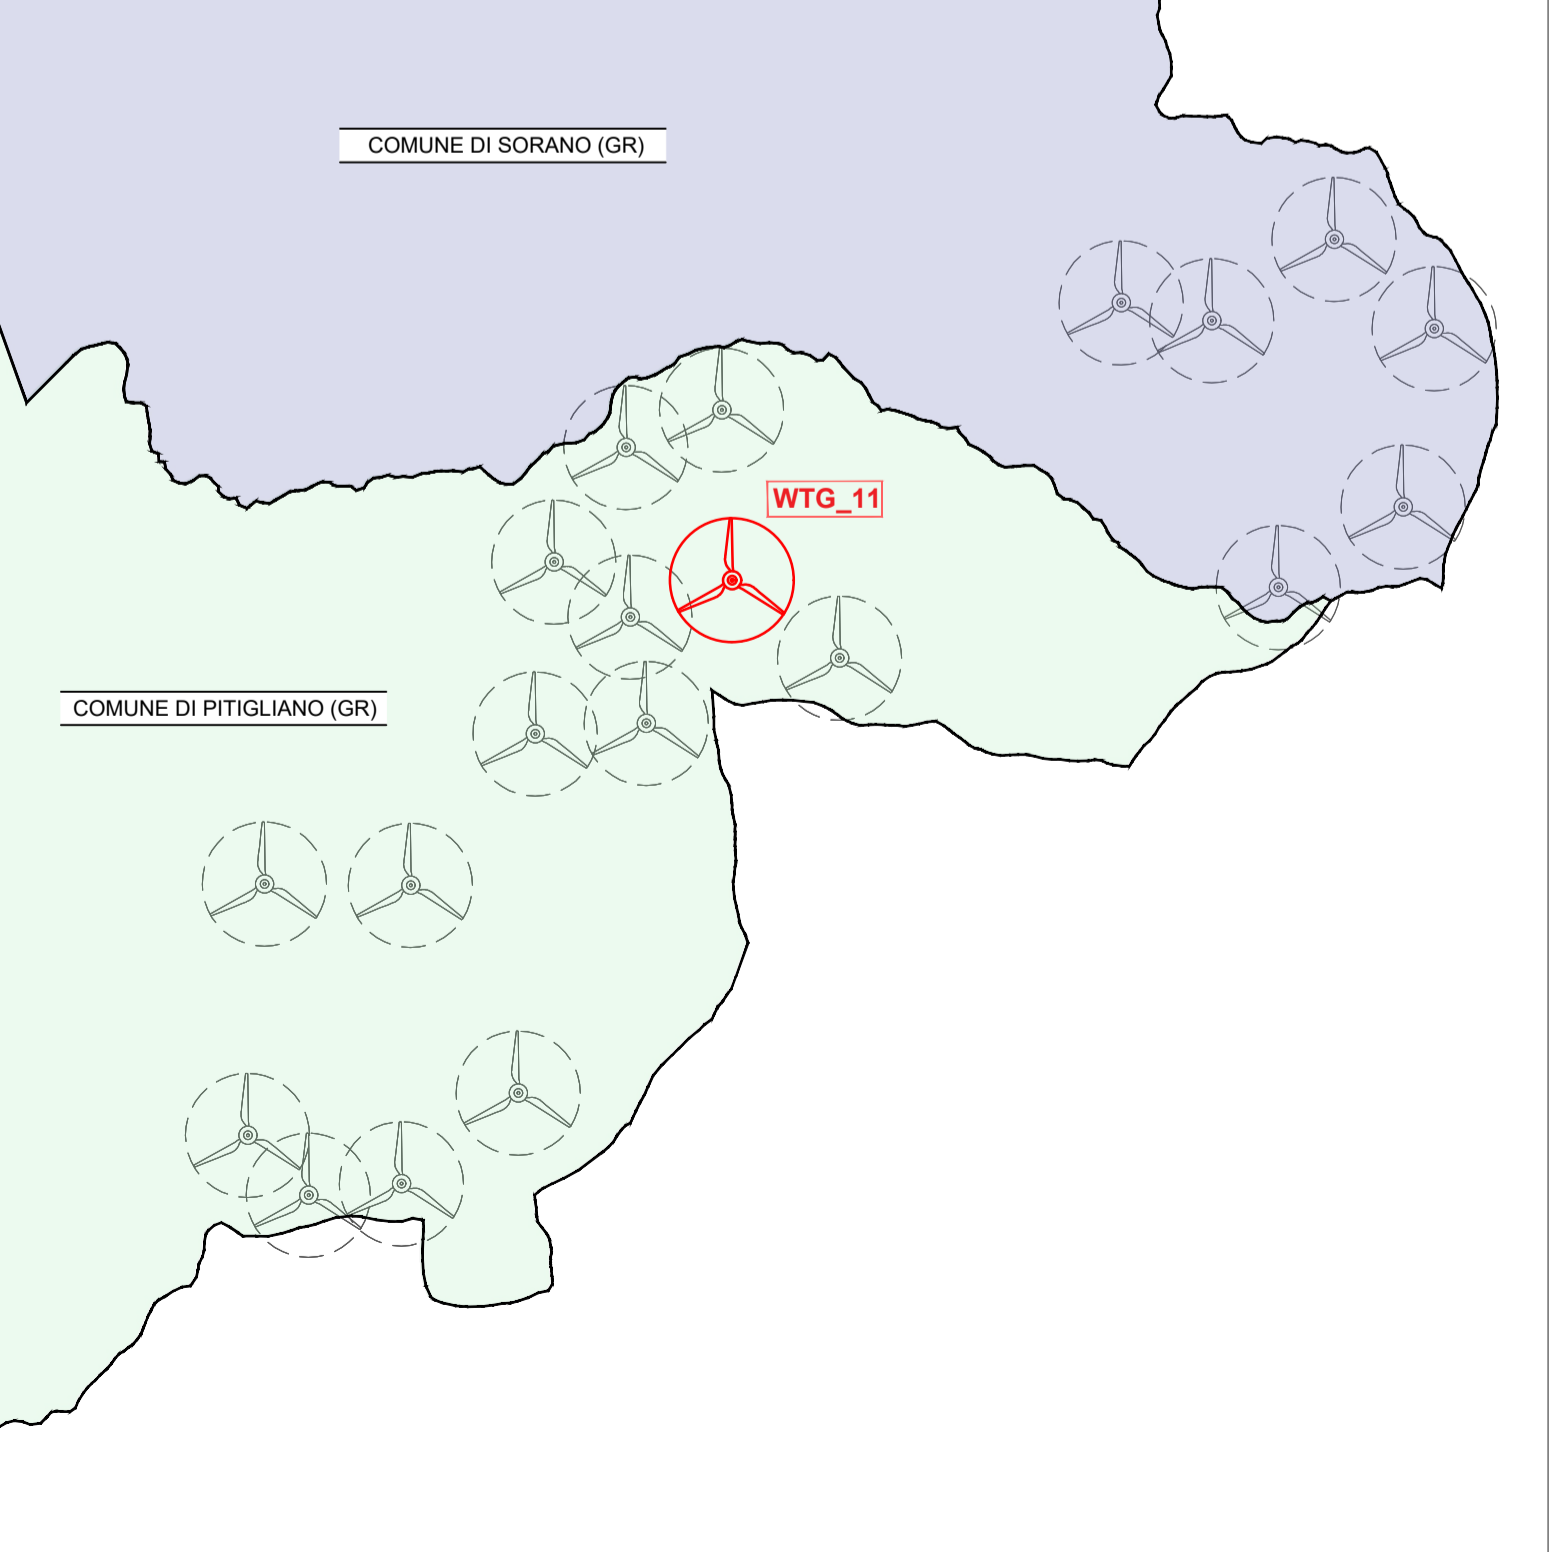 COMUNE DI SORANO (GR)
WTG_11
COMUNE DI PITIGLIANO (GR)